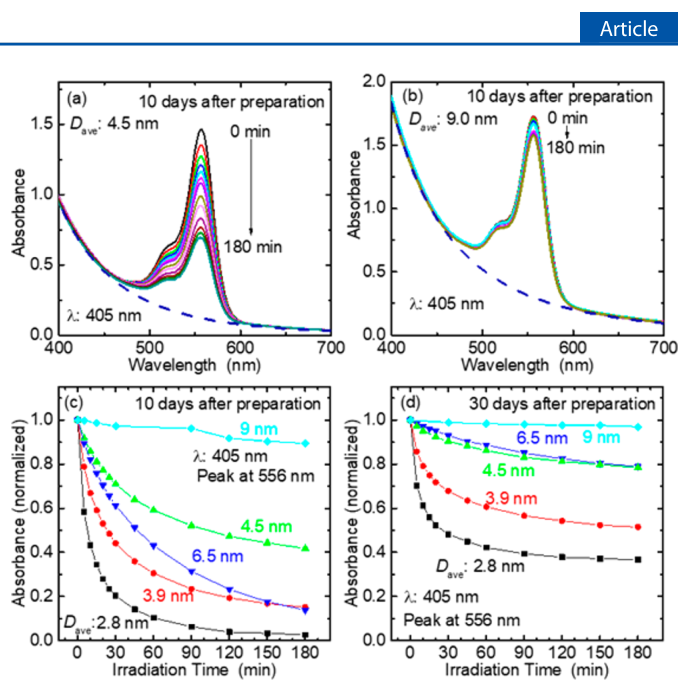 Article
(a) 10 days after preparation
Dave: 4.5 nm
0 min
180 min
λ: 405 nm
Absorbance
0.0
0.5
1.0
1.5
400 500 600 700
Wavelength (nm)
(b) 10 days after preparation
Dave: 9.0 nm
0 min
180 min
λ: 405 nm
Absorbance
0.0
0.5
1.0
1.5
2.0
400 500 600 700
Wavelength (nm)
(c) 10 days after preparation
9 nm
λ: 405 nm
Peak at 556 nm
4.5 nm
6.5 nm
3.9 nm
Dave:2.8 nm
Absorbance (normalized)
0.0
0.2
0.4
0.6
0.8
1.0
0 30 60 90 120 150 180
Irradiation Time (min)
(d) 30 days after preparation
6.5 nm 9 nm
4.5 nm
3.9 nm
Dave: 2.8 nm
λ: 405 nm
Peak at 556 nm
Absorbance (normalized)
0.0
0.2
0.4
0.6
0.8
1.0
0 30 60 90 120 150 180
Irradiation Time (min)